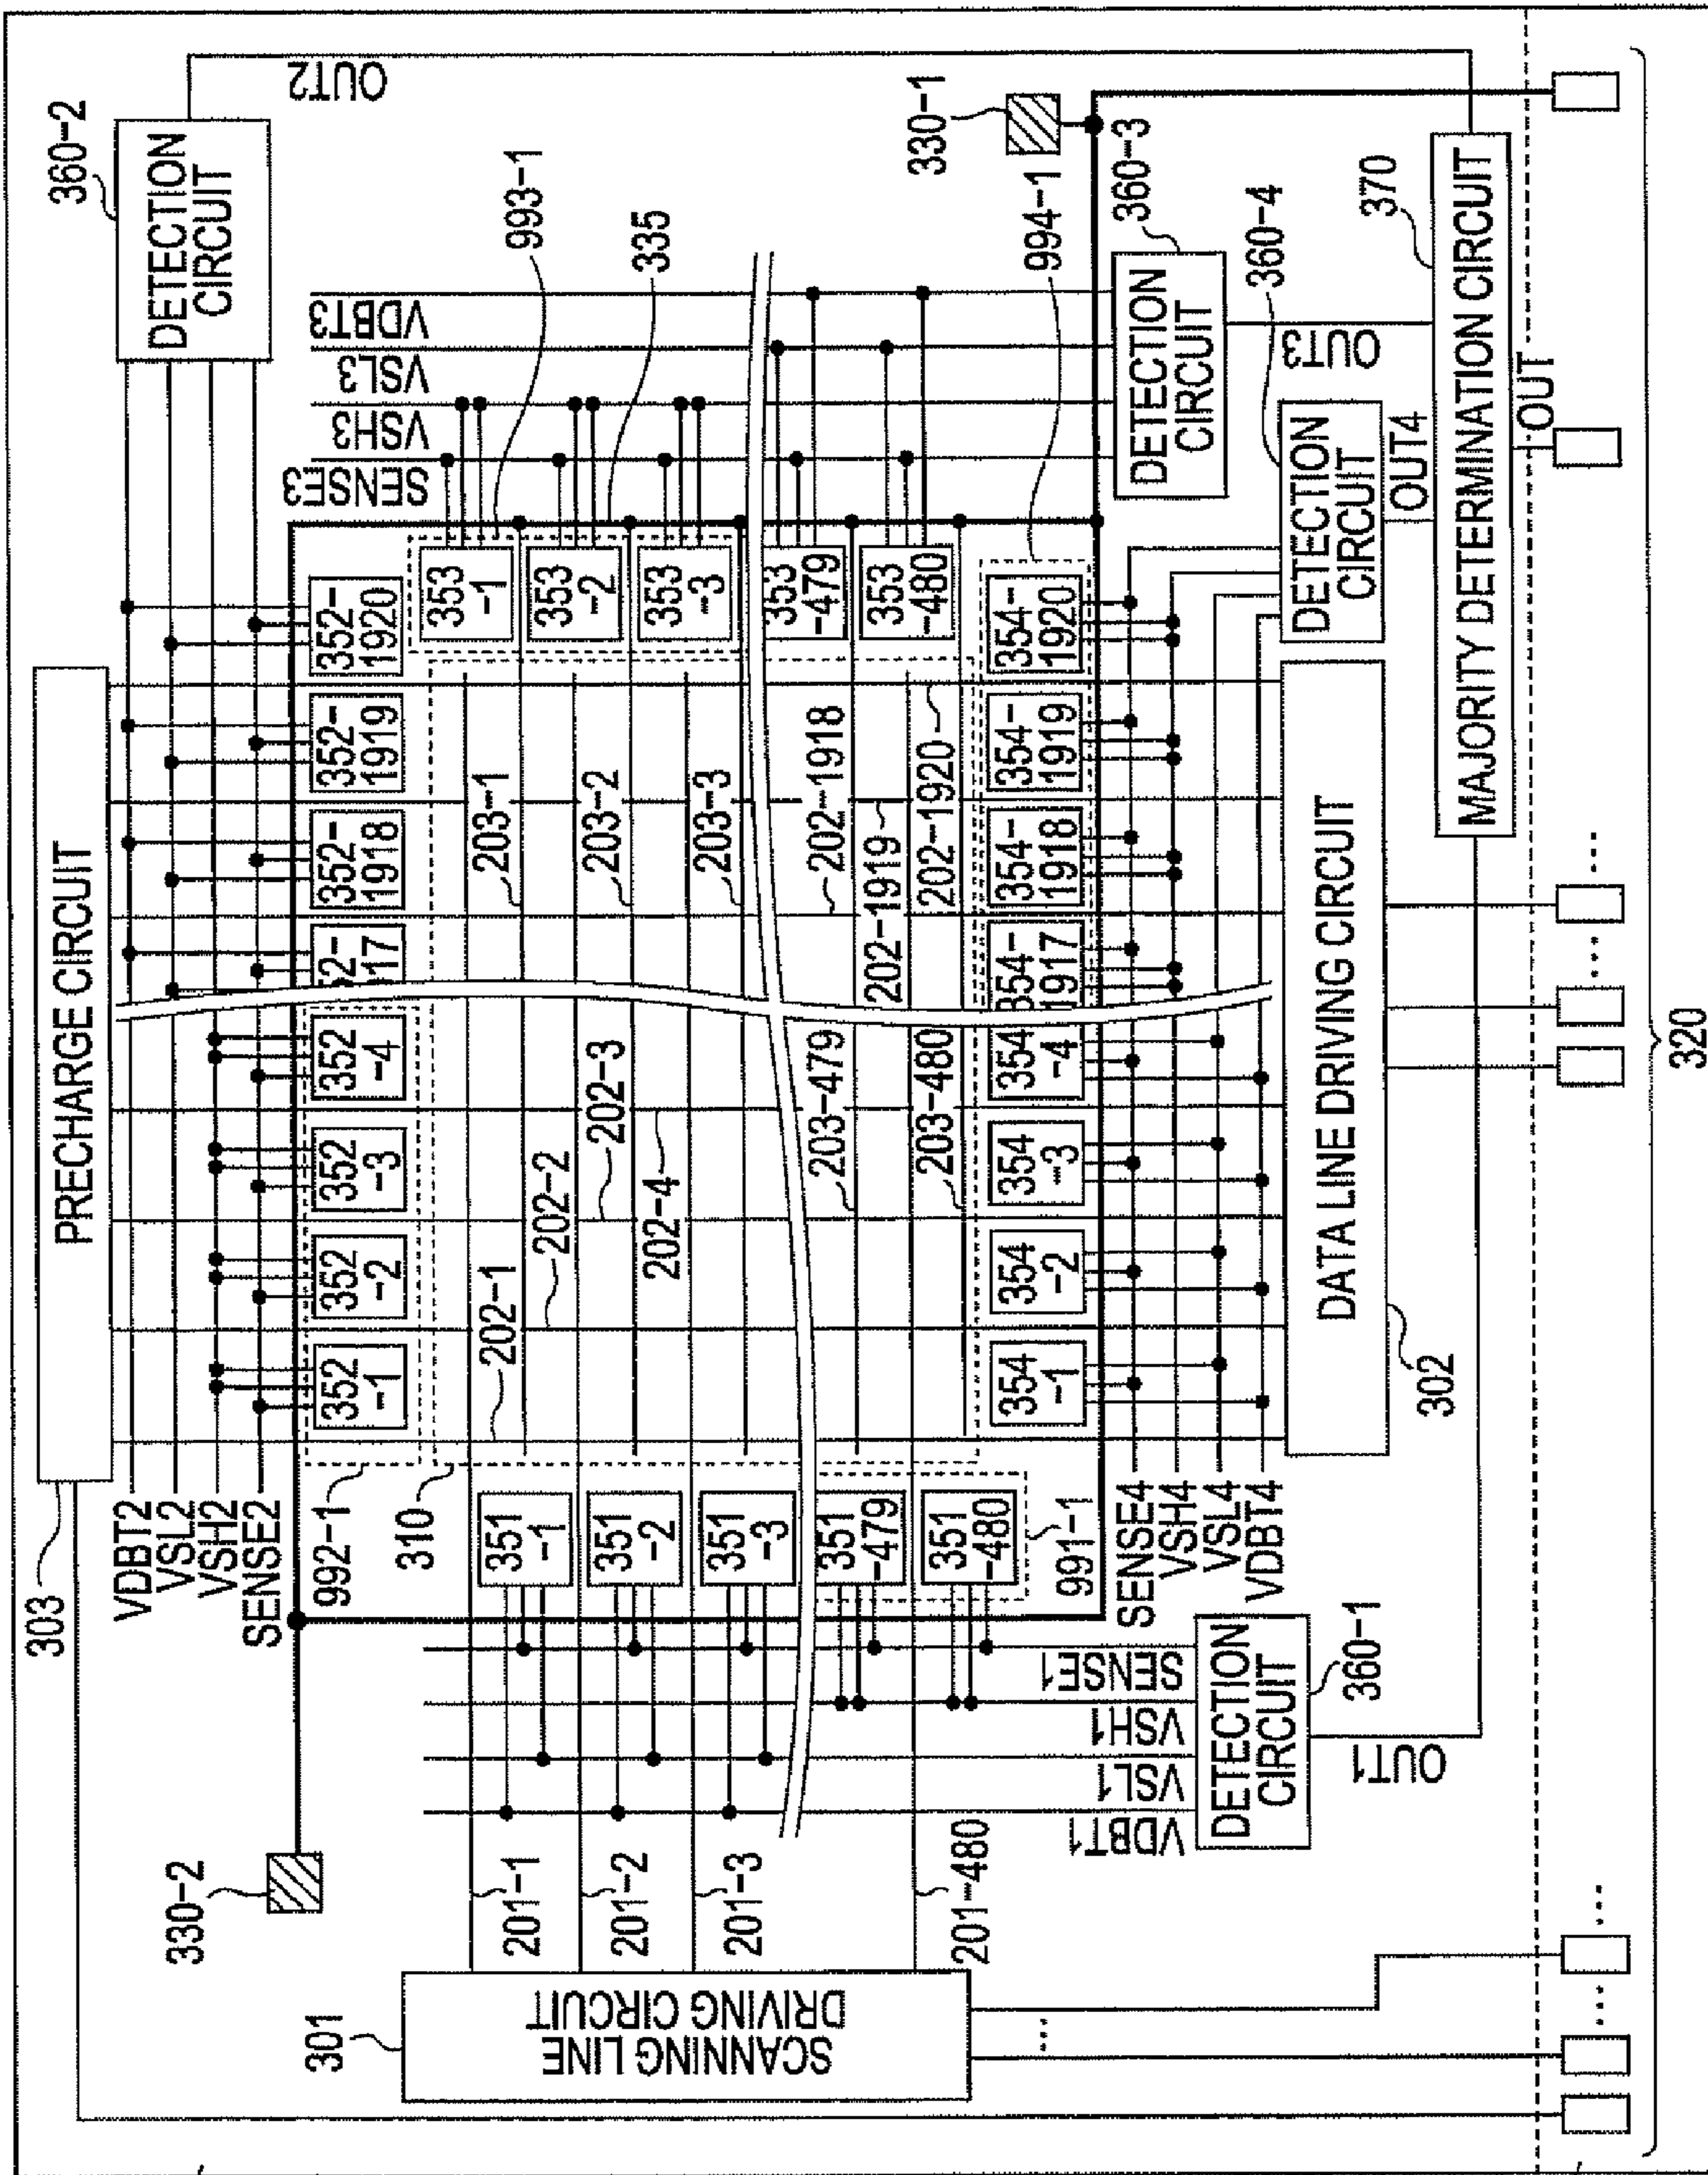 PRECHARGE CIRCUIT
303
360-2
DETECTION
CIRCUIT
OUT2
VDBT2
VSL2
VSH2
SENSE2
330-2
992-1
352
-1
352
-2
352
-3
352
-4
2-
17
352-
1918
352-
1919
352-
1920
SENSE3
VSH3
VSL3
VDBT3
301
SCANNING LINE
DRIVING CIRCUIT
310
201-1
201-2
201-3
201-480
351
-1
351
-2
351
-3
351
-479
351
-480
991-1
202-1
202-2
202-3
202-4
203-1
203-2
203-3
203-479
203-480
202-1918
202-1919
202-1920
353
-1
353
-2
353
-3
353
-479
353
-480
993-1
335
330-1
354
-1
354
-2
354
-3
354
-4
354-
1917
354-
1918
354-
1919
354-
1920
994-1
SENSE4
VSH4
VSL4
VDBT4
VDBT1
VSL1
VSH1
SENSE1
DETECTION
CIRCUIT
360-1
OUT1
DATA LINE DRIVING CIRCUIT
302
DETECTION
CIRCUIT
360-4
OUT4
DETECTION
CIRCUIT
360-3
OUT3
MAJORITY DETERMINATION CIRCUIT
370
OUT
...
...
...
...
...
320